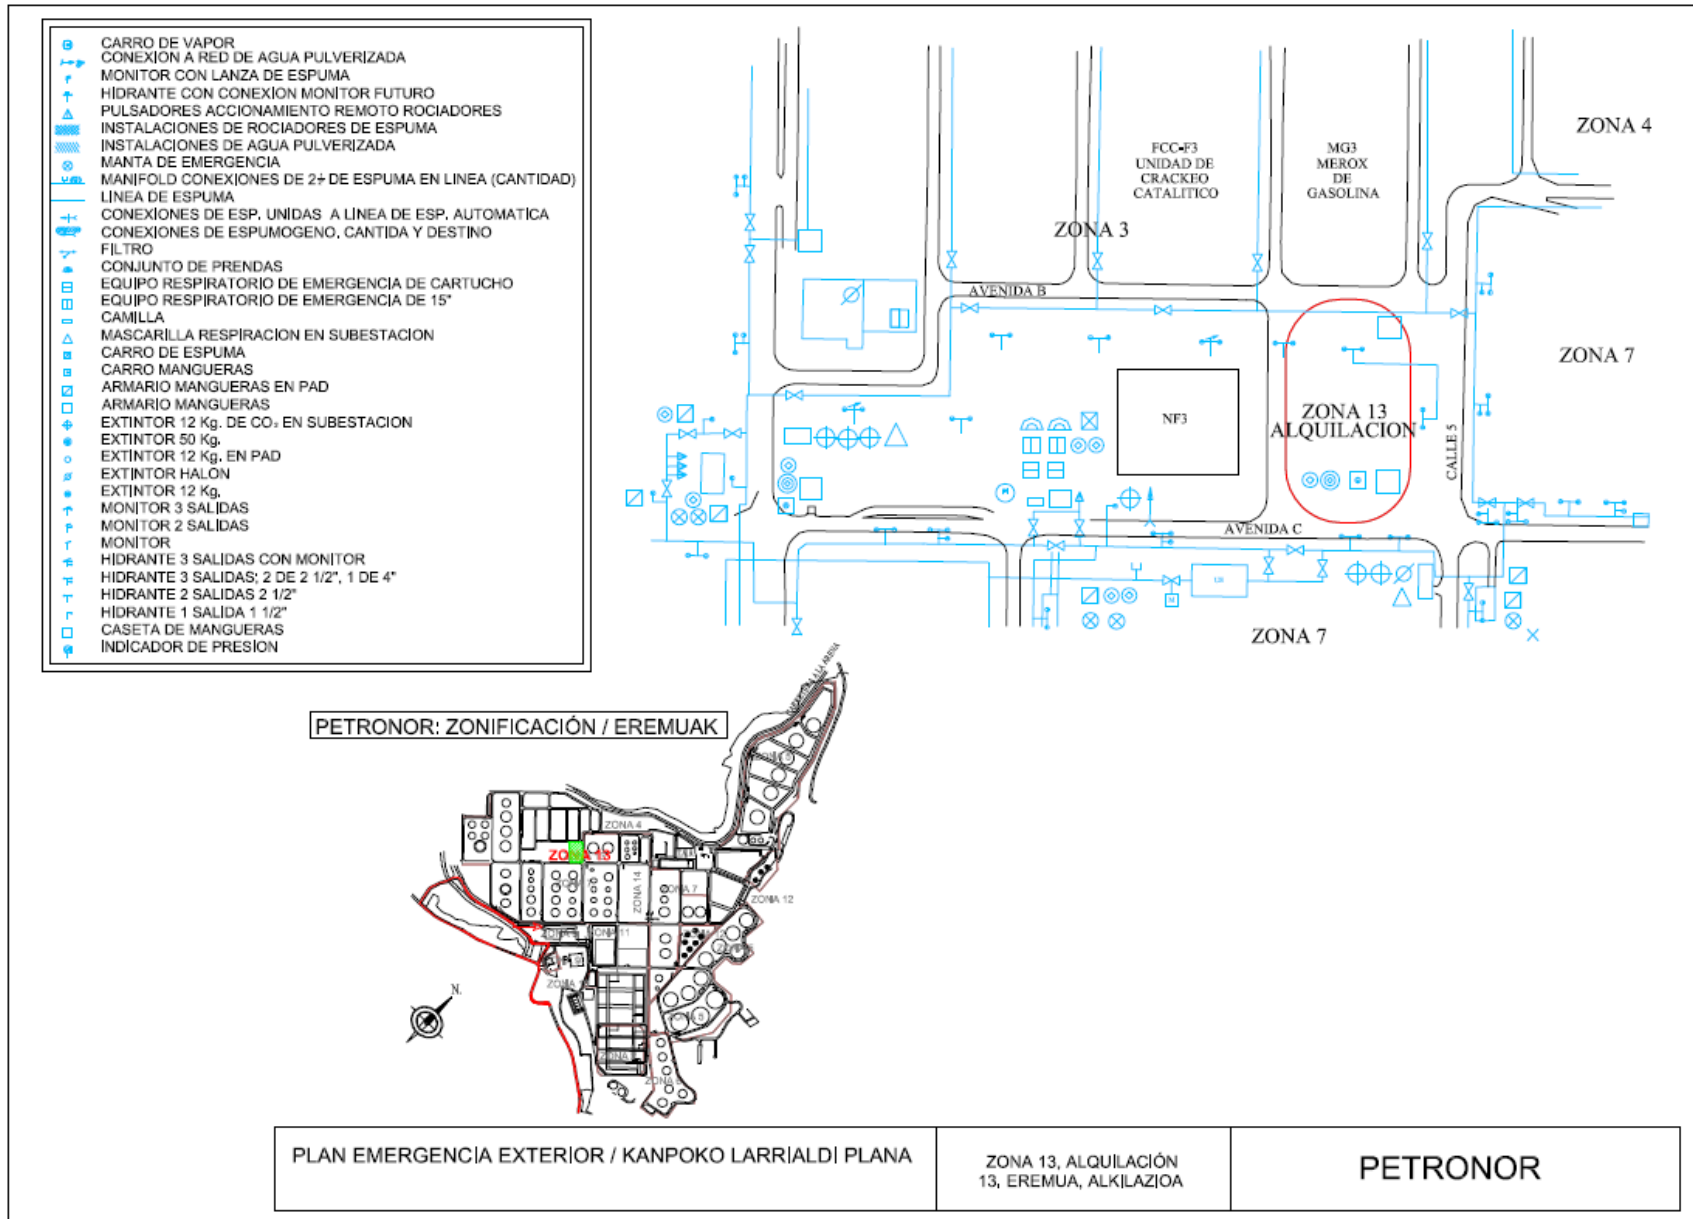 CARRO DE VAPOR
CONEXION A RED DE AGUA PULVERIZADA
MONITOR CON LANZA DE ESPUMA
HIDRANTE CON CONEXION MONITOR FUTURO
PULSADORES ACCIONAMIENTO REMOTO ROCIADORES
INSTALACIONES DE ROCIADORES DE ESPUMA
INSTALACIONES DE AGUA PULVERIZADA
MANTA DE EMERGENCIA
MANIFOLD CONEXIONES DE DE ESPUMA EN LINEA (CANTIDAD)
LINEA DE ESPUMA
CONEXIONES DE ESP. UNIDAS A LINEA DE ESP. AUTOMATICA
CONEXIONES DE ESPUMOGENO, CANTIDA Y DESTINO
FILTRO
CONJUNTO DE PRENDAS
EQUIPO RESPIRATORIO DE EMERGENCIA DE CARTUCHO
EQUIPO RESPIRATORIO DE EMERGENCIA DE 15"
CAMILLA
MASCARILLA RESPIRACION EN SUBESTACION
CARRO DE ESPUMA
CARRO MANGUERAS
ARMARIO MANGUERAS EN PAD
ARMARIO MANGUERAS
EXTINTOR 12 Kg. DE CO₂ EN SUBESTACION
EXTINTOR 50 Kg.
EXTINTOR 12 Kg. EN PAD
EXTINTOR HALON
EXTINTOR 12 Kg.
MONITOR 3 SALIDAS
MONITOR 2 SALIDAS
MONITOR
HIDRANTE 3 SALIDAS CON MONITOR
HIDRANTE 3 SALIDAS; 2 DE 2 1/2", 1 DE 4"
HIDRANTE 2 SALIDAS 2 1/2"
HIDRANTE 1 SALIDA 1 1/2"
CASETA DE MANGUERAS
INDICADOR DE PRESION
ZONA 4
FCC-F3
UNIDAD DE
CRACKEO
CATALITICO
MG3
MEROX
DE
GASOLINA
ZONA 3
AVENIDA B
ZONA 7
NF3
ZONA 13
ALQUILACION
CALLE 5
AVENIDA C
ZONA 7
PETRONOR: ZONIFICACIÓN / EREMUAK
ZONA 4
ZONA 13
ZONA 14
ZONA 7
ZONA 12
N.
PLAN EMERGENCIA EXTERIOR / KANPOKO LARRIALDI PLANA
ZONA 13, ALQUILACIÓN
13, EREMUA, ALKILAZIOA
PETRONOR